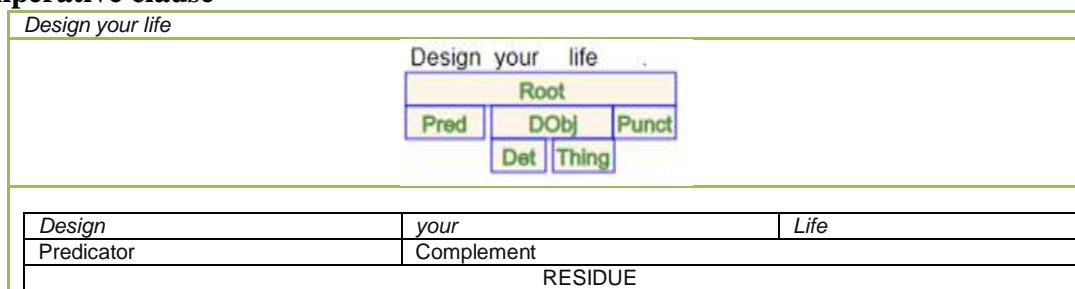 Design your life
Design your life .
Root
Pred DObj Punct
Det Thing
Design your Life
Predicator Complement
RESIDUE